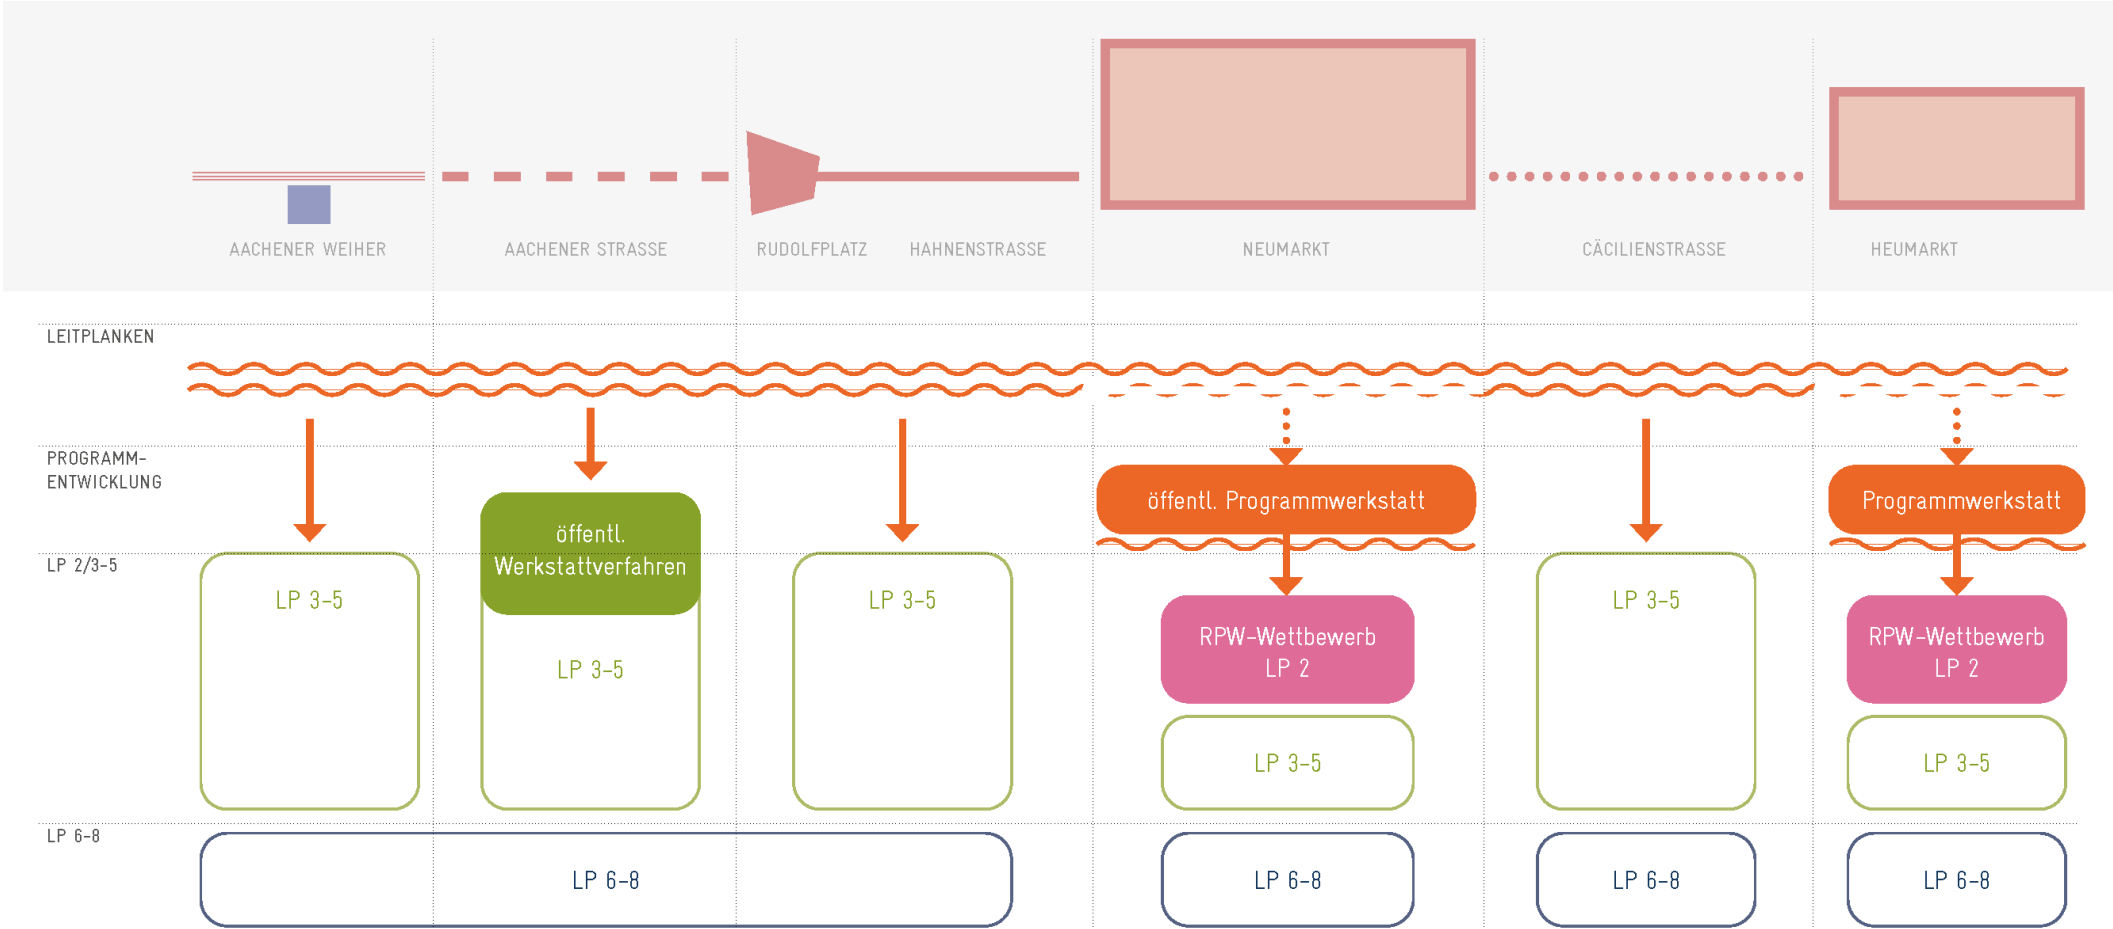 AACHENER WEIHER
AACHENER STRASSE
RUDOLFPLATZ
HAHNENSTRASSE
NEUMARKT
CÄCILIENSTRASSE
HEUMARKT
LEITPLANKEN
PROGRAMM-
ENTWICKLUNG
öffentl. Programmwerkstatt
Programmwerkstatt
öffentl.
Werkstattverfahren
LP 2/3-5
LP 3-5
LP 3-5
LP 3-5
RPW-Wettbewerb
LP 2
LP 3-5
LP 3-5
RPW-Wettbewerb
LP 2
LP 3-5
LP 6-8
LP 6-8
LP 6-8
LP 6-8
LP 6-8